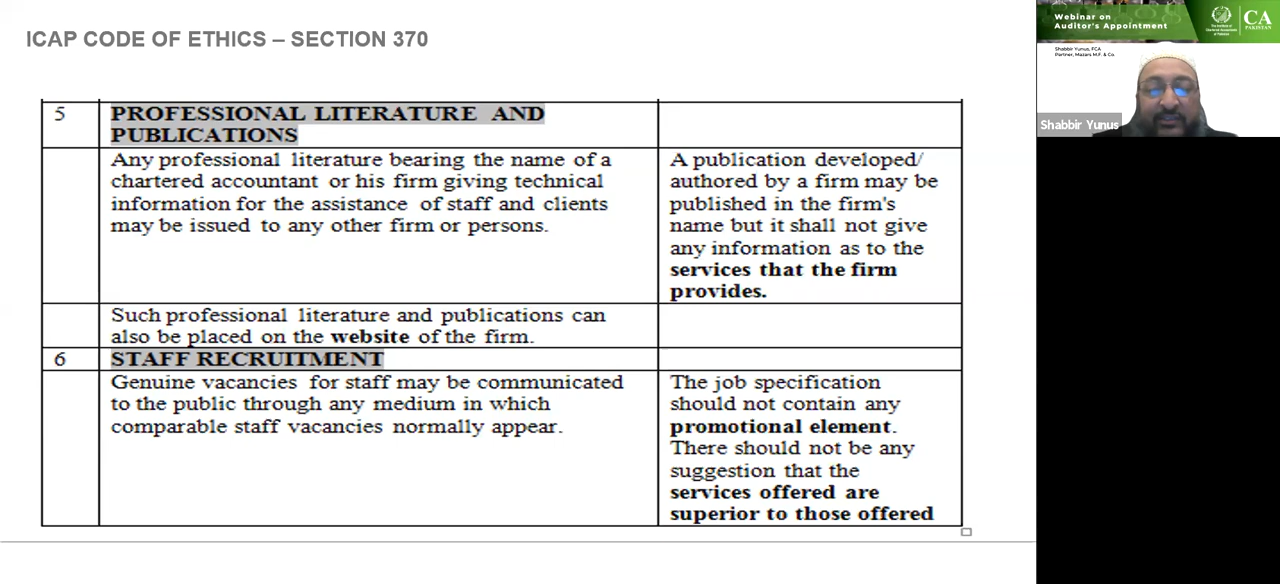 ICAP CODE OF ETHICS – SECTION 370
5
PROFESSIONAL LITERATURE AND
PUBLICATIONS
Any professional literature bearing the name of a
chartered accountant or his firm giving technical
information for the assistance of staff and clients
may be issued to any other firm or persons.
A publication developed/
authored by a firm may be
published in the firm's
name but it shall not give
any information as to the
services that the firm
provides.
Such professional literature and publications can
also be placed on the website of the firm.
6
STAFF RECRUITMENT
Genuine vacancies for staff may be communicated
to the public through any medium in which
comparable staff vacancies normally appear.
The job specification
should not contain any
promotional element.
There should not be any
suggestion that the
services offered are
superior to those offered
Webinar on
Auditor's Appointment
CA
PAKISTAN
Shabbir Yunus, FCA
Partner, Mazars M.F. & Co.
Shabbir Yunus